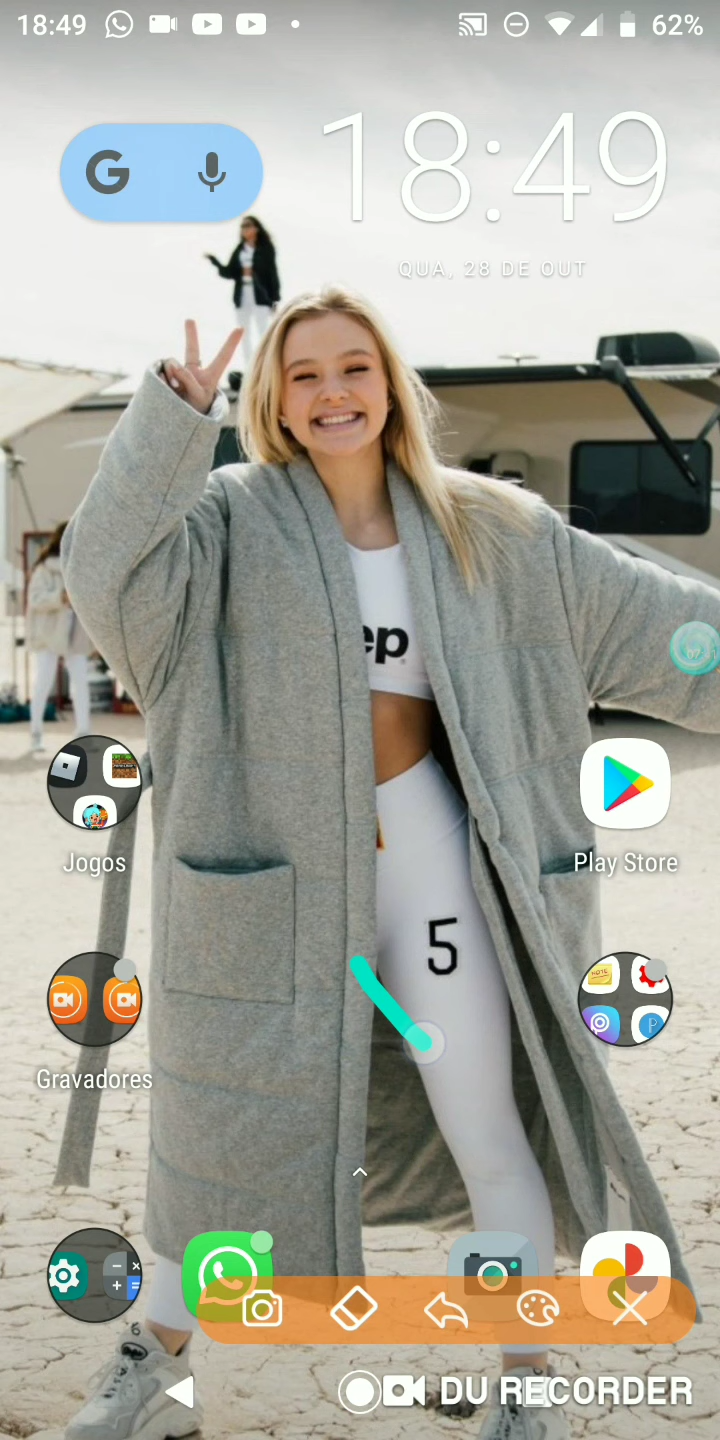 18:49
62%
18:49
QUA, 28 DE OUT
ep
Jogos
Play Store
5
Gravadores
DU RECORDER